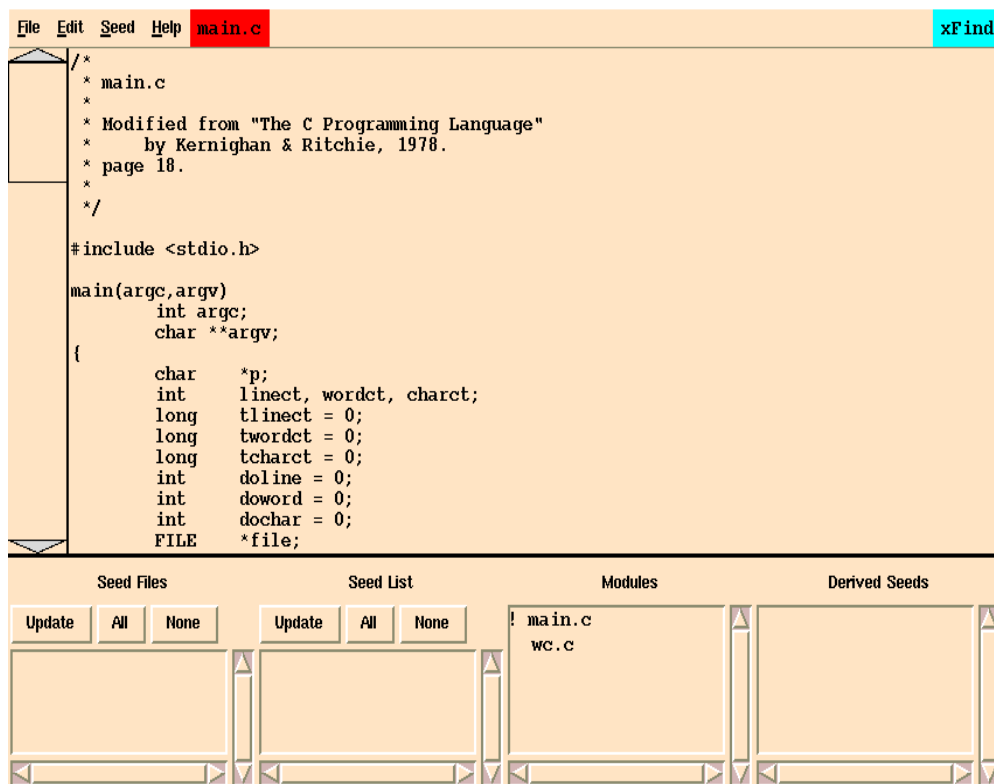 File Edit Seed Help main.c xFind
/*
 * main.c
 *
 * Modified from "The C Programming Language"
 *     by Kernighan & Ritchie, 1978.
 * page 18.
 *
 */
#include <stdio.h>
main(argc,argv)
        int argc;
        char **argv;
{
        char    *p;
        int     linect, wordct, charct;
        long    tlinect = 0;
        long    twordct = 0;
        long    tcharct = 0;
        int     doline = 0;
        int     doword = 0;
        int     dochar = 0;
        FILE    *file;
Seed Files Seed List Modules Derived Seeds
Update All None Update All None
! main.c
  wc.c